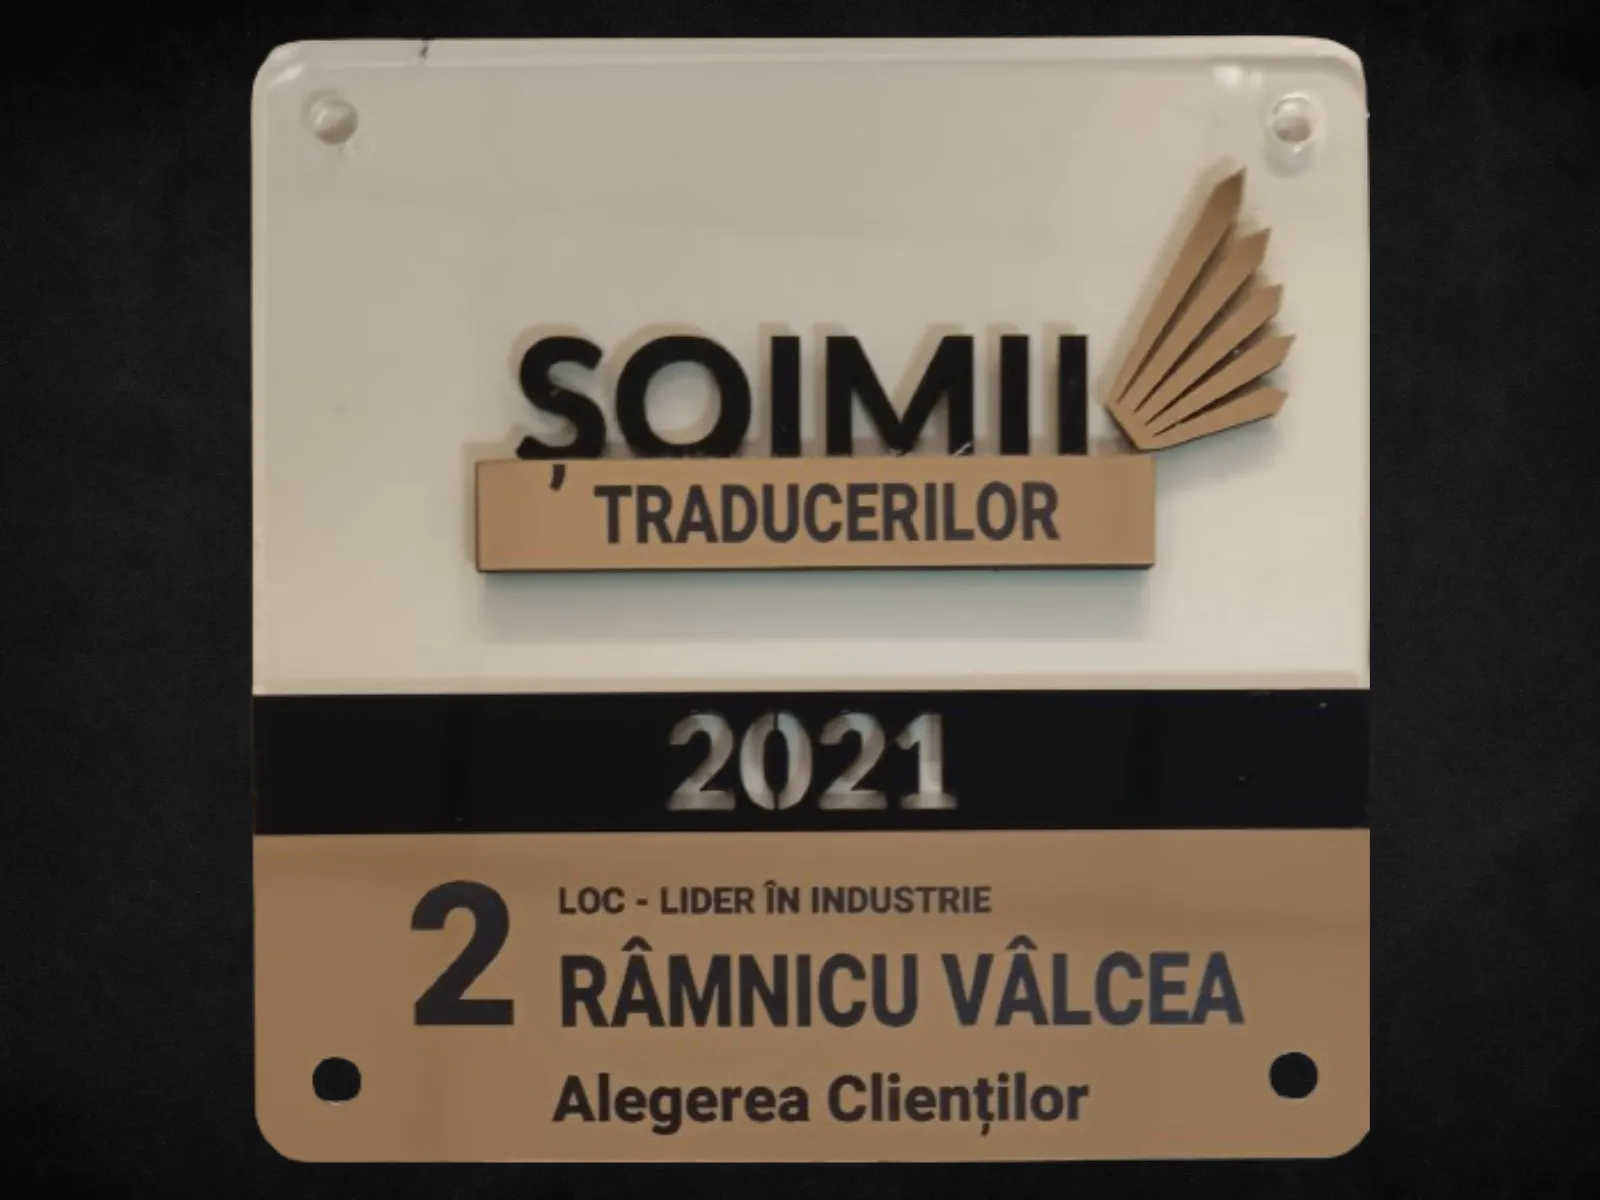 ȘOIMII
TRADUCERILOR
2021
2 LOC - LIDER ÎN INDUSTRIE
RÂMNICU VÂLCEA
Alegerea Clienților